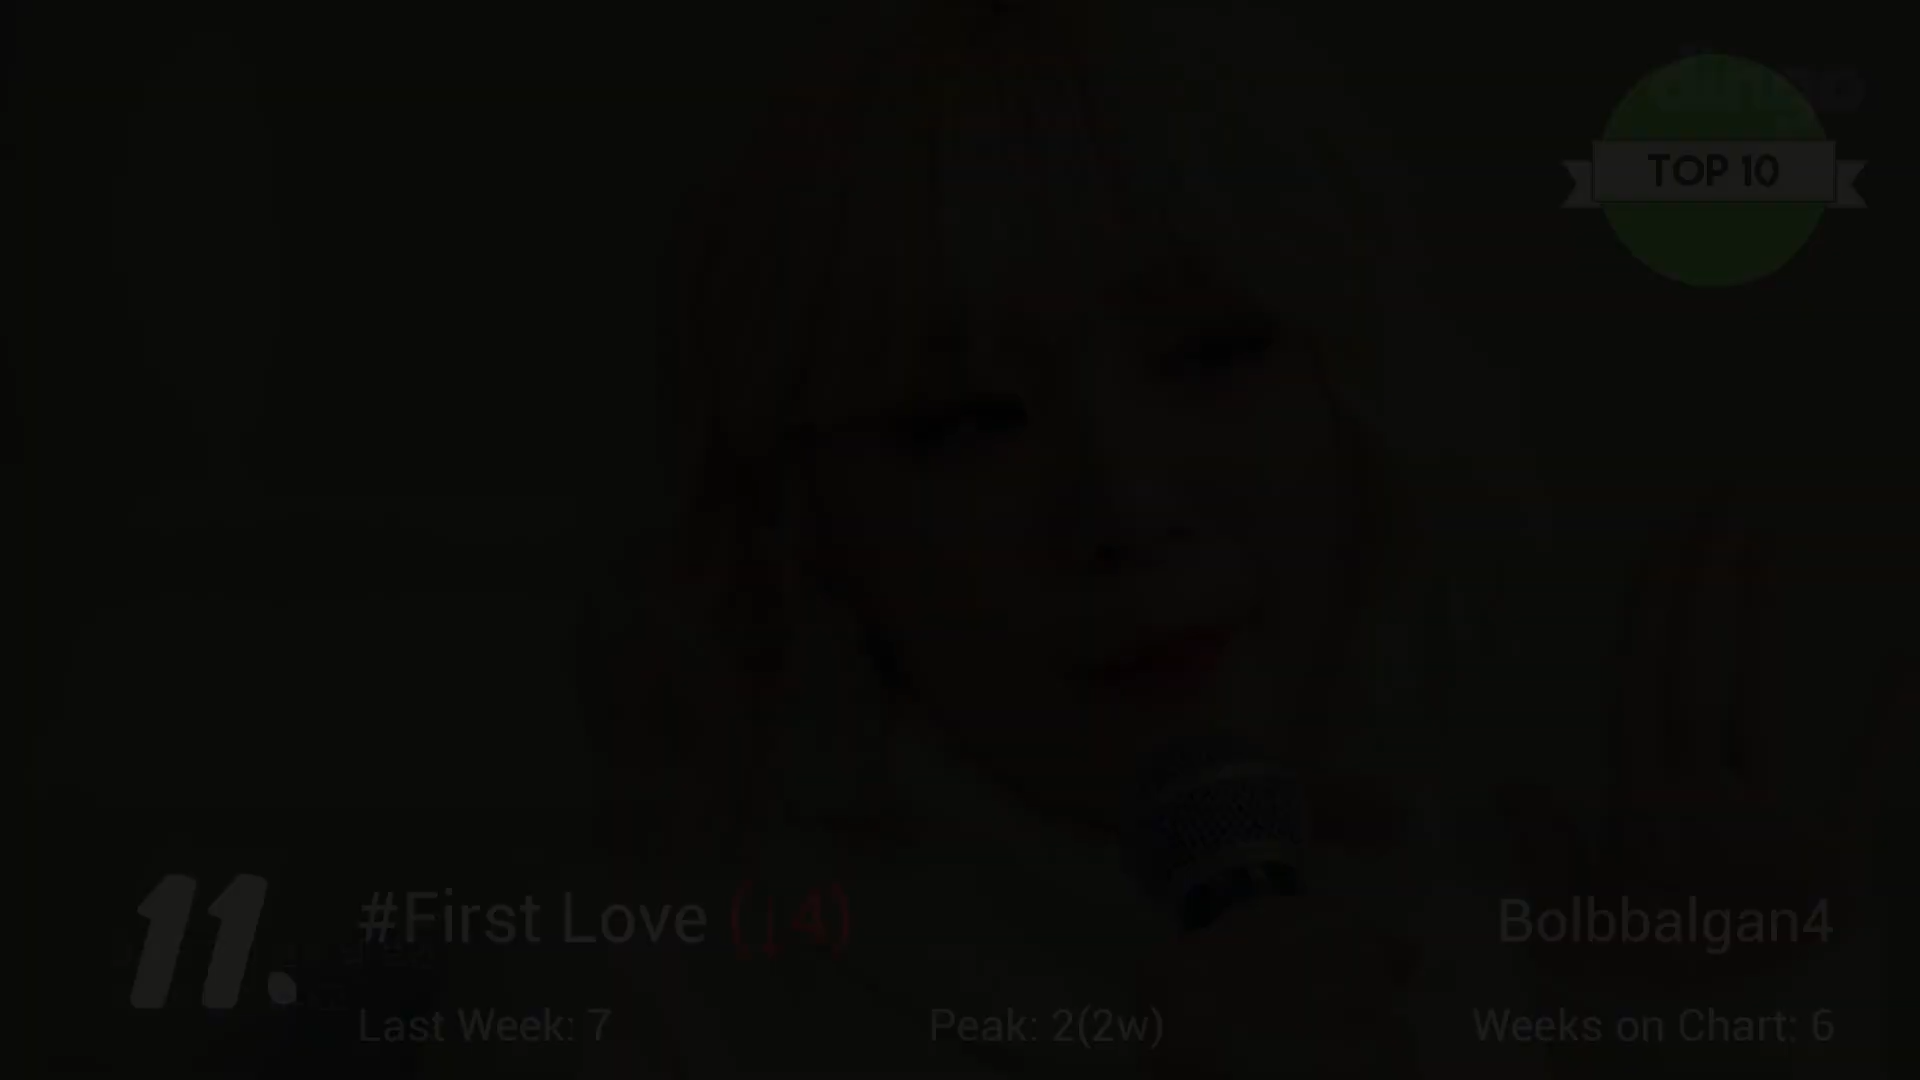 TOP 10
11.
#First Love (↓4)
Bolbbalgan4
Last Week: 7
Peak: 2(2w)
Weeks on Chart: 6